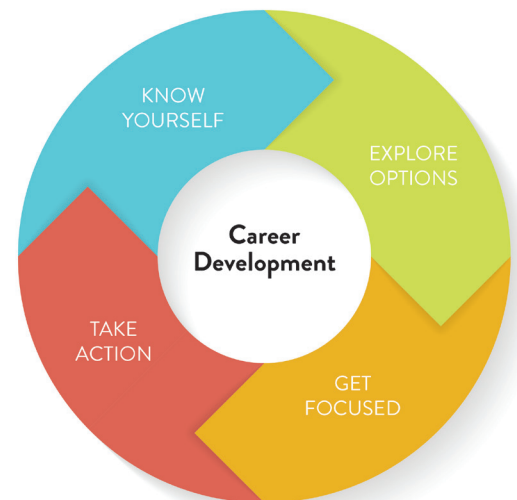 KNOW
YOURSELF
EXPLORE
OPTIONS
Career
Development
TAKE
ACTION
GET
FOCUSED